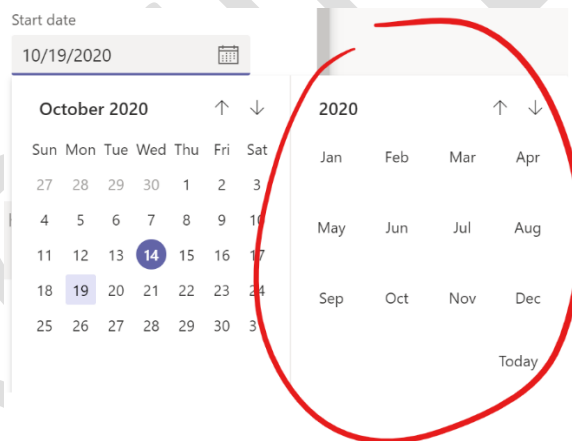 Start date
10/19/2020
October 2020
Sun Mon Tue Wed Thu Fri Sat
27 28 29 30 1 2 3
4 5 6 7 8 9 10
11 12 13 14 15 16 17
18 19 20 21 22 23 24
25 26 27 28 29 30
2020
Jan Feb Mar Apr
May Jun Jul Aug
Sep Oct Nov Dec
Today